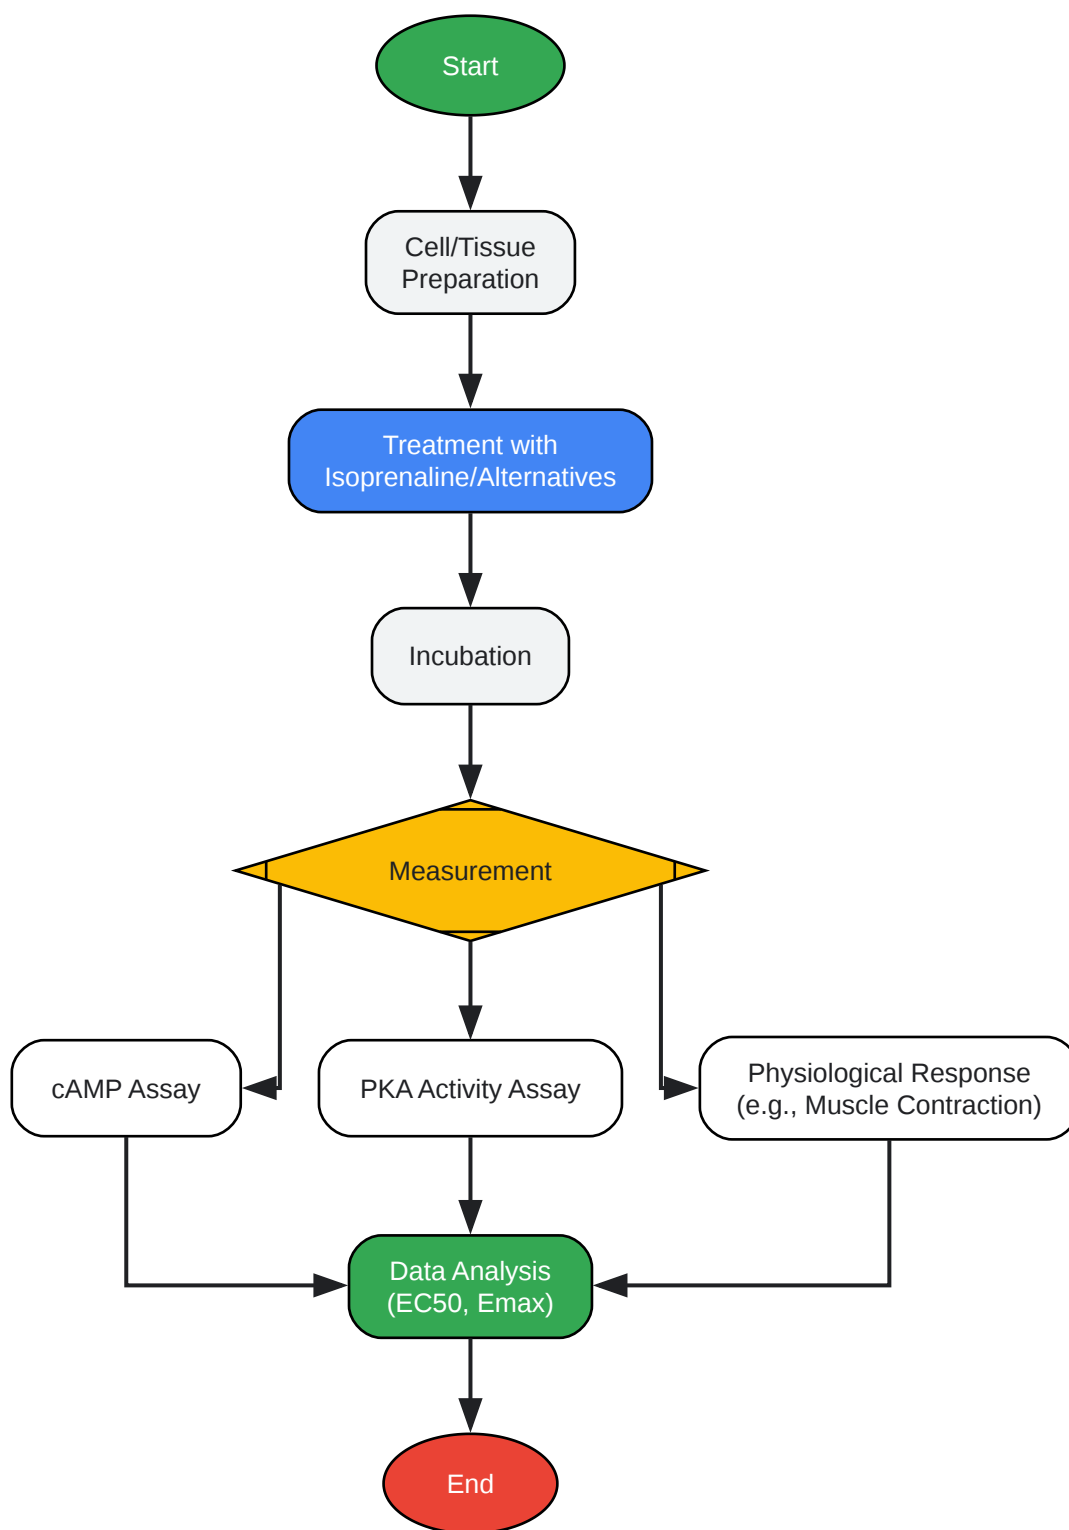 Start
Cell/Tissue
Preparation
Treatment with
Isoprenaline/Alternatives
Incubation
Measurement
cAMP Assay
PKA Activity Assay
Physiological Response
(e.g., Muscle Contraction)
Data Analysis
(EC50, Emax)
End